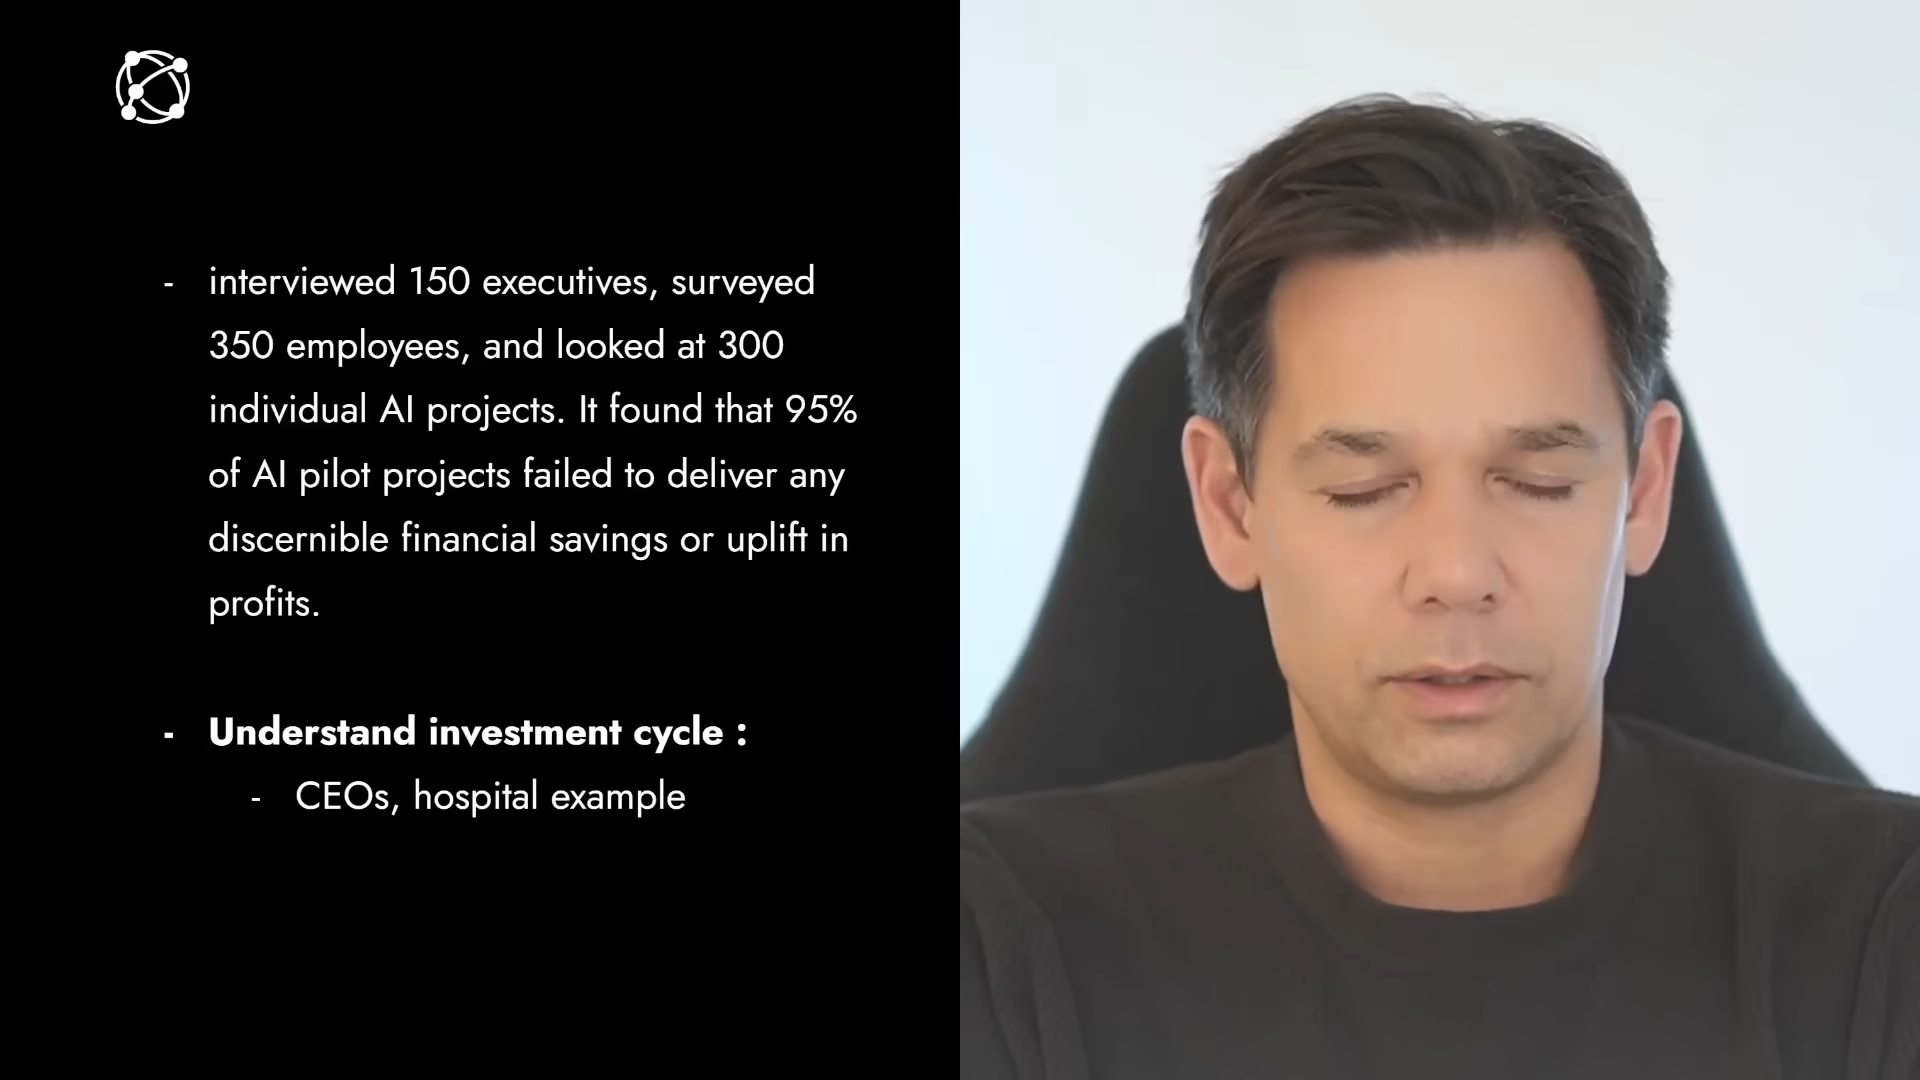 - interviewed 150 executives, surveyed
350 employees, and looked at 300
individual AI projects. It found that 95%
of AI pilot projects failed to deliver any
discernible financial savings or uplift in
profits.
- Understand investment cycle :
- CEOs, hospital example